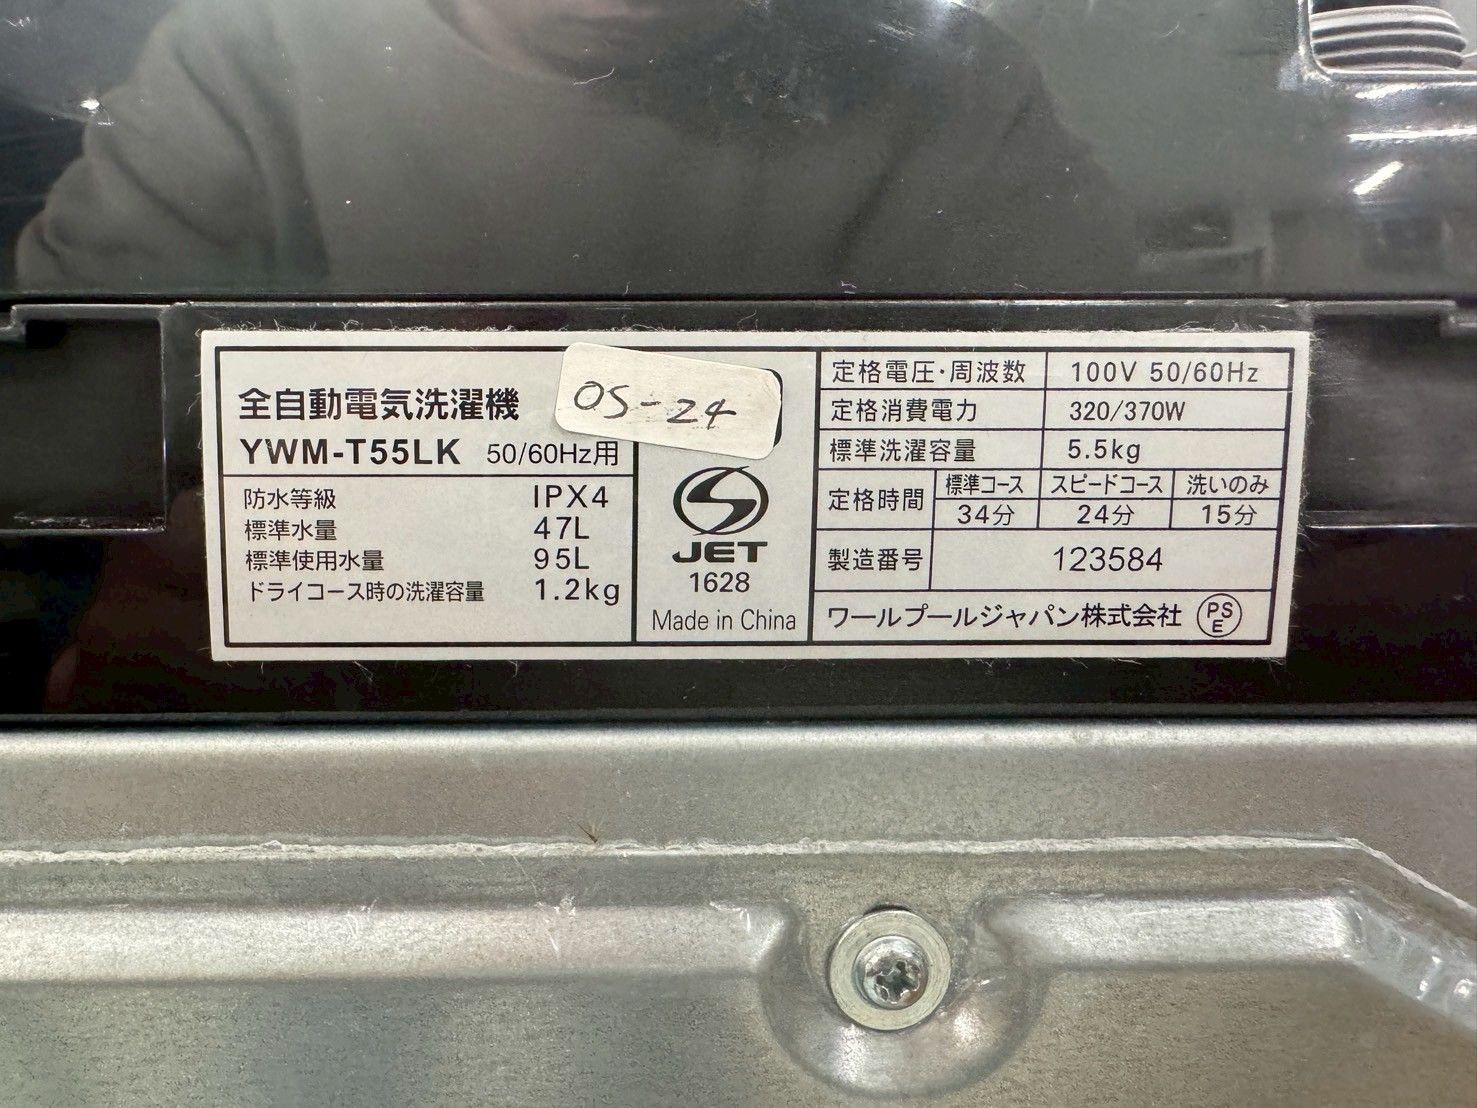 全自動電気洗濯機
OS-24
YWM-T55LK 50/60Hz用
防水等級 IPX4
標準水量 47L
標準使用水量 95L
ドライコース時の洗濯容量 1.2kg
JET
1628
Made in China
定格電圧・周波数 100V 50/60Hz
定格消費電力 320/370W
標準洗濯容量 5.5kg
定格時間 標準コース スピードコース 洗いのみ
34分 24分 15分
製造番号 123584
ワールプールジャパン株式会社 PSE